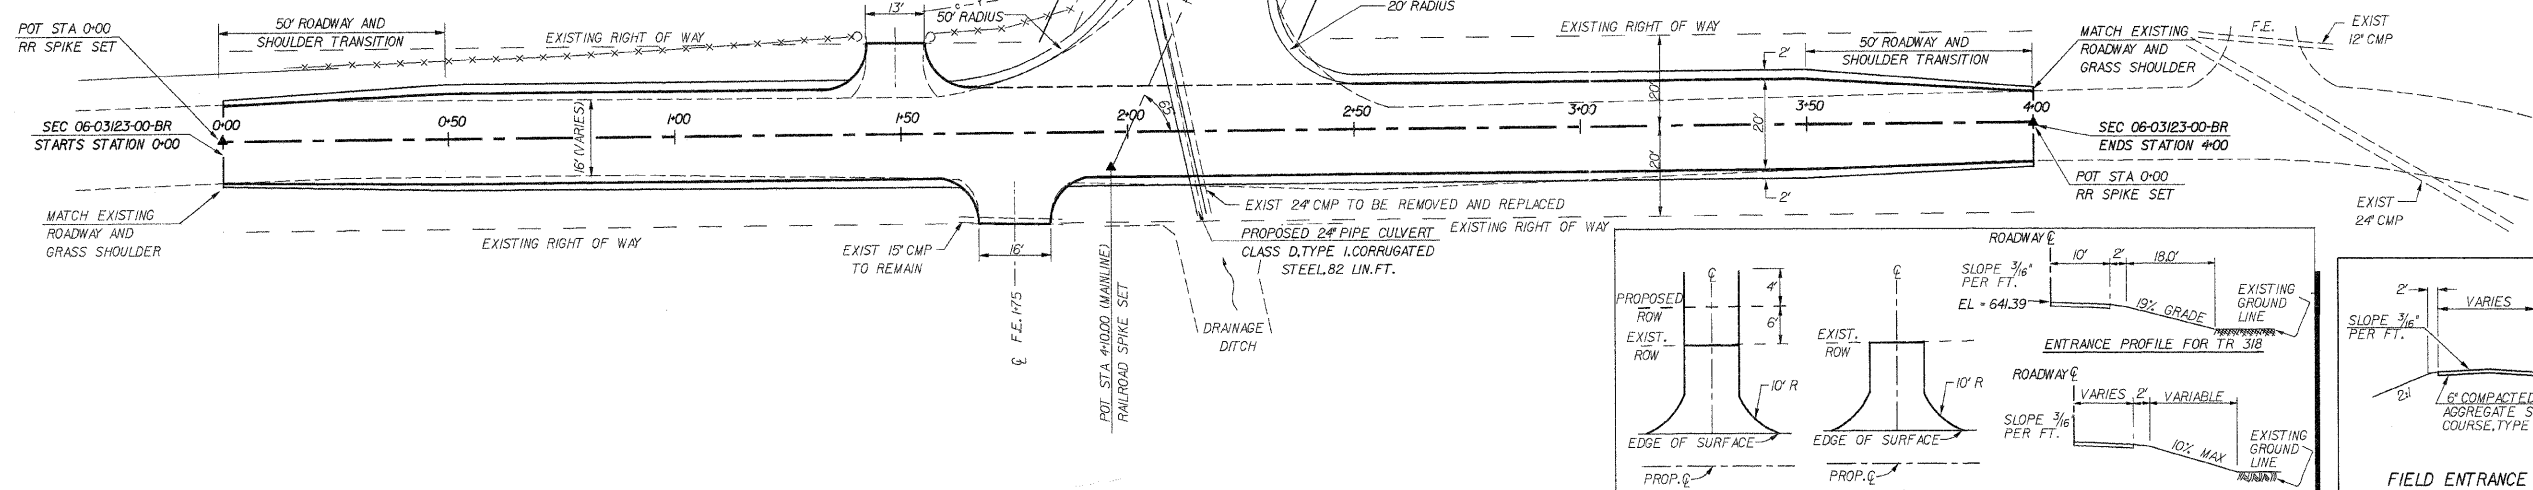 13'
50' RADIUS
20' RADIUS
POT STA 0+00
RR SPIKE SET
50' ROADWAY AND
SHOULDER TRANSITION
EXISTING RIGHT OF WAY
EXISTING RIGHT OF WAY
2'
50' ROADWAY AND
SHOULDER TRANSITION
MATCH EXISTING
ROADWAY AND
GRASS SHOULDER
F.E.
EXIST
12" CMP
SEC 06-03123-00-BR
STARTS STATION 0+00
0+00
0+50
16' (VARIES)
1+00
1+50
2+00
65°
2+50
3+00
20'
20'
20'
3+50
4+00
SEC 06-03123-00-BR
ENDS STATION 4+00
POT STA 0+00
RR SPIKE SET
2'
MATCH EXISTING
ROADWAY AND
GRASS SHOULDER
EXISTING RIGHT OF WAY
EXIST 15" CMP
TO REMAIN
16'
℄ F.E. 1+75
POT STA 4+10.00 (MAINLINE)
RAILROAD SPIKE SET
EXIST 24" CMP TO BE REMOVED AND REPLACED
PROPOSED 24" PIPE CULVERT
CLASS D, TYPE 1, CORRUGATED
STEEL, 82 LIN.FT.
EXISTING RIGHT OF WAY
DRAINAGE
DITCH
EXIST
24" CMP
℄
PROPOSED
ROW
4'
6'
EXIST.
ROW
10' R
EDGE OF SURFACE
PROP. ℄
℄
EXIST.
ROW
10' R
EDGE OF SURFACE
PROP. ℄
ROADWAY ℄
10'
2'
18.0'
SLOPE 3/16"
PER FT.
EL = 641.39
19% GRADE
EXISTING
GROUND
LINE
ENTRANCE PROFILE FOR TR 318
ROADWAY ℄
VARIES
2'
VARIABLE
SLOPE 3/16
PER FT.
10% MAX
EXISTING
GROUND
LINE
2'
VARIES
SLOPE 3/16"
PER FT.
2:1
6" COMPACTED
AGGREGATE S
COURSE, TYPE
FIELD ENTRANCE